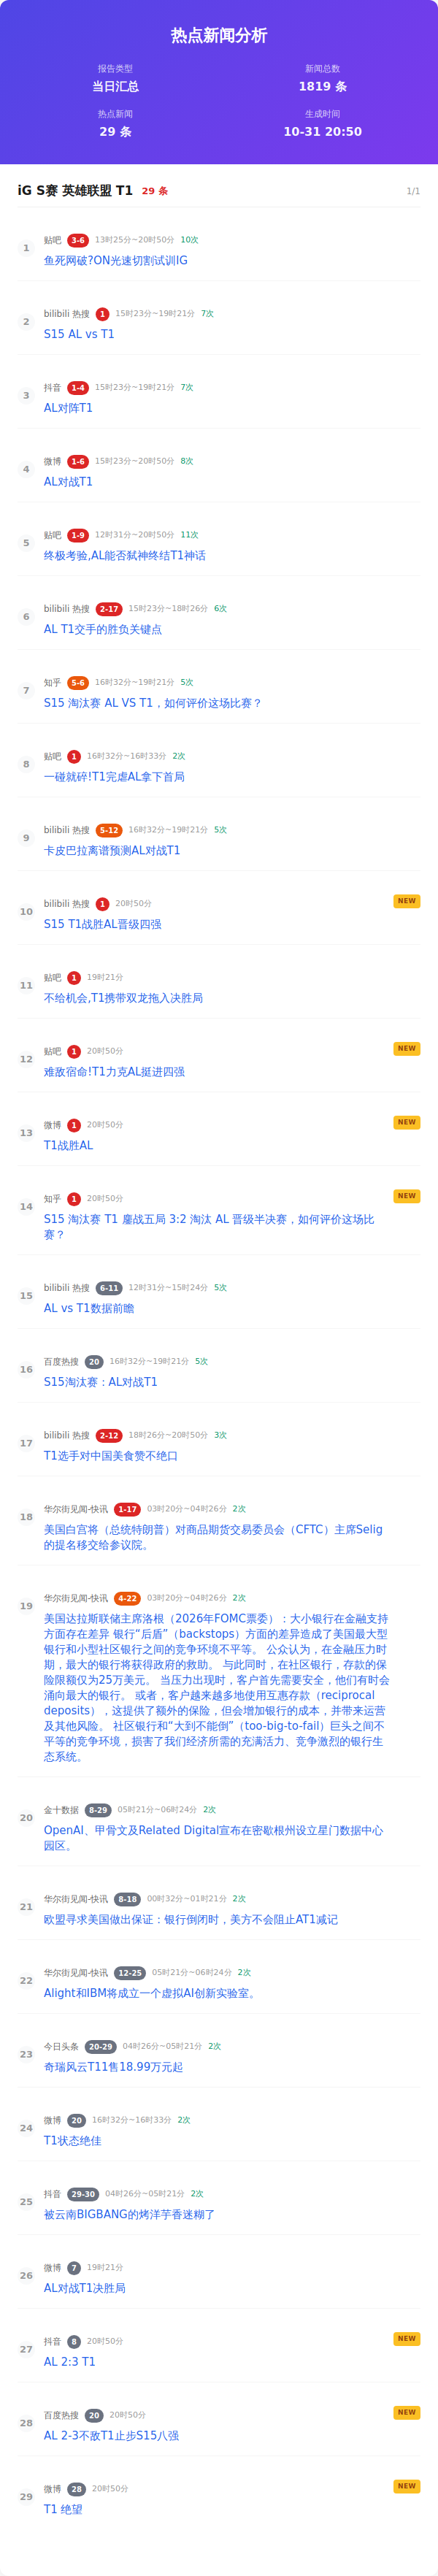 热点新闻分析
报告类型
新闻总数
当日汇总
1819 条
热点新闻
生成时间
29 条
10-31 20:50
iG S赛 英雄联盟 T1 29 条 1/1
1
贴吧 3-6 13时25分~20时50分 10次
鱼死网破?ON光速切割试训IG
2
bilibili 热搜 1 15时23分~19时21分 7次
S15 AL vs T1
3
抖音 1-4 15时23分~19时21分 7次
AL对阵T1
4
微博 1-6 15时23分~20时50分 8次
AL对战T1
5
贴吧 1-9 12时31分~20时50分 11次
终极考验,AL能否弑神终结T1神话
6
bilibili 热搜 2-17 15时23分~18时26分 6次
AL T1交手的胜负关键点
7
知乎 5-6 16时32分~19时21分 5次
S15 淘汰赛 AL VS T1，如何评价这场比赛？
8
贴吧 1 16时32分~16时33分 2次
一碰就碎!T1完虐AL拿下首局
9
bilibili 热搜 5-12 16时32分~19时21分 5次
卡皮巴拉离谱预测AL对战T1
10
bilibili 热搜 1 20时50分 NEW
S15 T1战胜AL晋级四强
11
贴吧 1 19时21分
不给机会,T1携带双龙拖入决胜局
12
贴吧 1 20时50分 NEW
难敌宿命!T1力克AL挺进四强
13
微博 1 20时50分 NEW
T1战胜AL
14
知乎 1 20时50分 NEW
S15 淘汰赛 T1 鏖战五局 3:2 淘汰 AL 晋级半决赛，如何评价这场比
赛？
15
bilibili 热搜 6-11 12时31分~15时24分 5次
AL vs T1数据前瞻
16
百度热搜 20 16时32分~19时21分 5次
S15淘汰赛：AL对战T1
17
bilibili 热搜 2-12 18时26分~20时50分 3次
T1选手对中国美食赞不绝口
18
华尔街见闻-快讯 1-17 03时20分~04时26分 2次
美国白宫将（总统特朗普）对商品期货交易委员会（CFTC）主席Selig
的提名移交给参议院。
19
华尔街见闻-快讯 4-22 03时20分~04时26分 2次
美国达拉斯联储主席洛根（2026年FOMC票委）：大小银行在金融支持
方面存在差异 银行“后盾”（backstops）方面的差异造成了美国最大型
银行和小型社区银行之间的竞争环境不平等。 公众认为，在金融压力时
期，最大的银行将获得政府的救助。 与此同时，在社区银行，存款的保
险限额仅为25万美元。 当压力出现时，客户首先需要安全，他们有时会
涌向最大的银行。 或者，客户越来越多地使用互惠存款（reciprocal
deposits），这提供了额外的保险，但会增加银行的成本，并带来运营
及其他风险。 社区银行和“大到不能倒”（too-big-to-fail）巨头之间不
平等的竞争环境，损害了我们经济所需的充满活力、竞争激烈的银行生
态系统。
20
金十数据 8-29 05时21分~06时24分 2次
OpenAI、甲骨文及Related Digital宣布在密歇根州设立星门数据中心
园区。
21
华尔街见闻-快讯 8-18 00时32分~01时21分 2次
欧盟寻求美国做出保证：银行倒闭时，美方不会阻止AT1减记
22
华尔街见闻-快讯 12-25 05时21分~06时24分 2次
Alight和IBM将成立一个虚拟AI创新实验室。
23
今日头条 20-29 04时26分~05时21分 2次
奇瑞风云T11售18.99万元起
24
微博 20 16时32分~16时33分 2次
T1状态绝佳
25
抖音 29-30 04时26分~05时21分 2次
被云南BIGBANG的烤洋芋香迷糊了
26
微博 7 19时21分
AL对战T1决胜局
27
抖音 8 20时50分 NEW
AL 2:3 T1
28
百度热搜 20 20时50分 NEW
AL 2-3不敌T1止步S15八强
29
微博 28 20时50分 NEW
T1 绝望